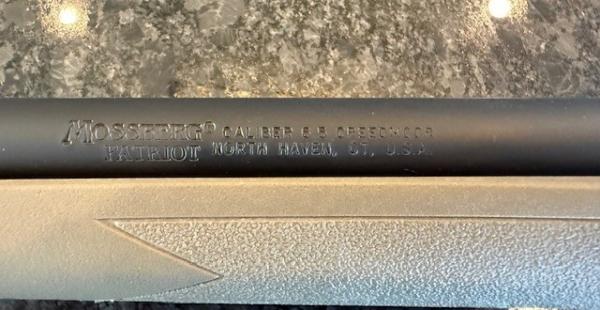 MOSSBERG® CALIBER 6.5 CREEDMOOR
PATRIOT NORTH HAVEN, CT, U.S.A.